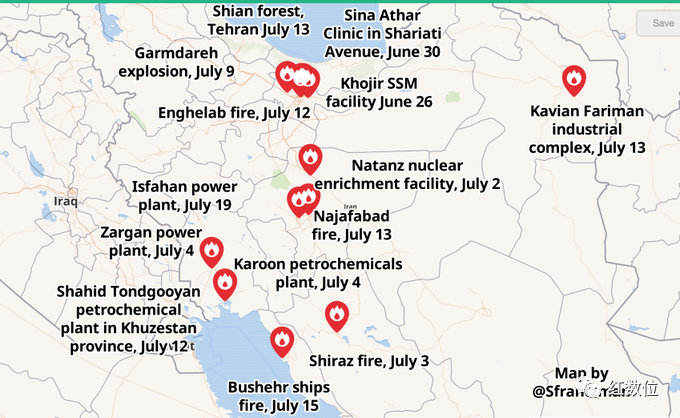 Shian forest,
Tehran July 13
Sina Athar
Clinic in Shariati
Avenue, June 30
Save
Garmdareh
explosion, July 9
Khojir SSM
facility June 26
Enghelab fire, July 12
Kavian Fariman
industrial
complex, July 13
Natanz nuclear
enrichment facility, July 2
Isfahan power
plant, July 19
Iran
Iraq
Najafabad
fire, July 13
Zargan power
plant, July 4
Karoon petrochemicals
plant, July 4
Shahid Tondgooyan
petrochemical
plant in Khuzestan
province, July 12
Shiraz fire, July 3
Bushehr ships
fire, July 15
Map by
红数位